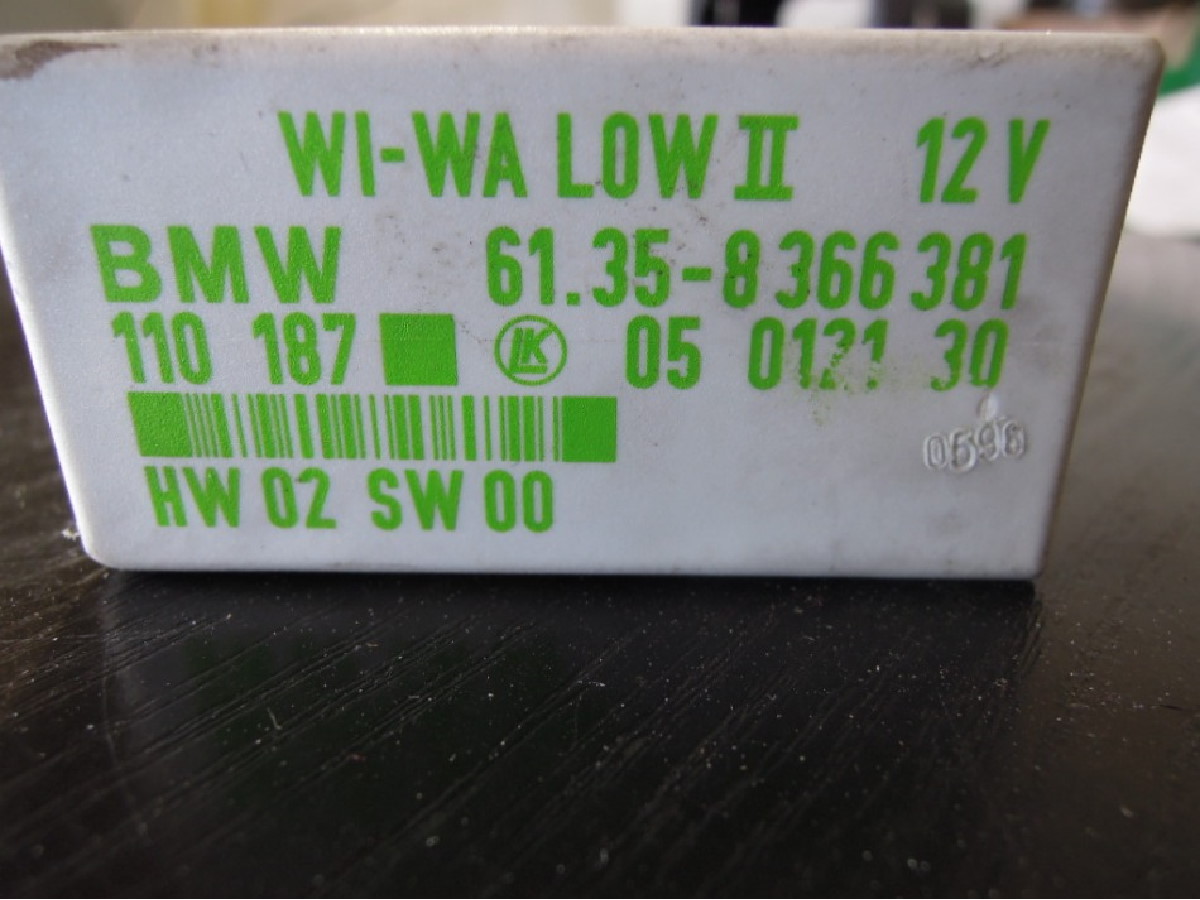 WI-WA LOW II 12 V
BMW 61.35-8 366 381
110 187 LK 05 0121 30
0696
HW 02 SW 00